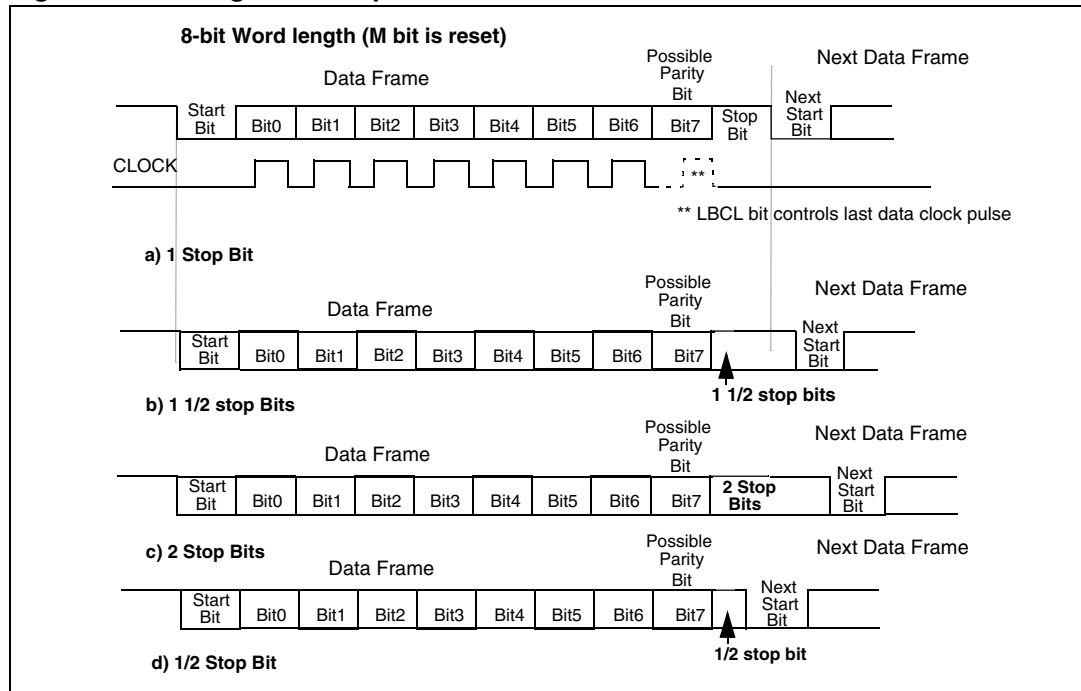 8-bit Word length (M bit is reset)
Possible
Parity
Bit
Next Data Frame
Data Frame
Start
Bit
Bit0 Bit1 Bit2 Bit3 Bit4 Bit5 Bit6 Bit7
Stop
Bit
Next
Start
Bit
CLOCK
**
** LBCL bit controls last data clock pulse
a) 1 Stop Bit
Possible
Parity
Bit
Next Data Frame
Data Frame
Start
Bit
Bit0 Bit1 Bit2 Bit3 Bit4 Bit5 Bit6 Bit7
Next
Start
Bit
1 1/2 stop bits
b) 1 1/2 stop Bits
Possible
Parity
Bit
Next Data Frame
Data Frame
Start
Bit
Bit0 Bit1 Bit2 Bit3 Bit4 Bit5 Bit6 Bit7
2 Stop
Bits
Next
Start
Bit
c) 2 Stop Bits
Possible
Parity
Bit
Next Data Frame
Data Frame
Start
Bit
Bit0 Bit1 Bit2 Bit3 Bit4 Bit5 Bit6 Bit7
Next
Start
Bit
1/2 stop bit
d) 1/2 Stop Bit